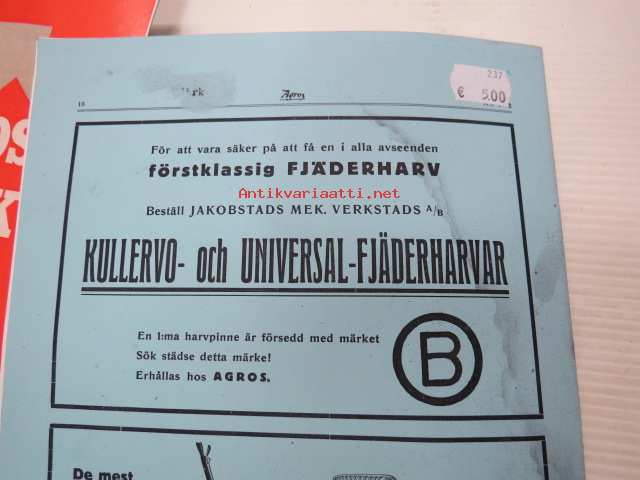 237
€ 5.00
16
Agros
För att vara säker på att få en i alla avseenden
förstklassig FJÄDERHARV
Antikvariaatti.net
Beställ JAKOBSTADS MEK. VERKSTADS A/B
KULLERVO- och UNIVERSAL-FJÄDERHARVAR
En 1:ma harvpinne är försedd med märket
Sök städse detta märke!
Erhållas hos AGROS.
B
De mest